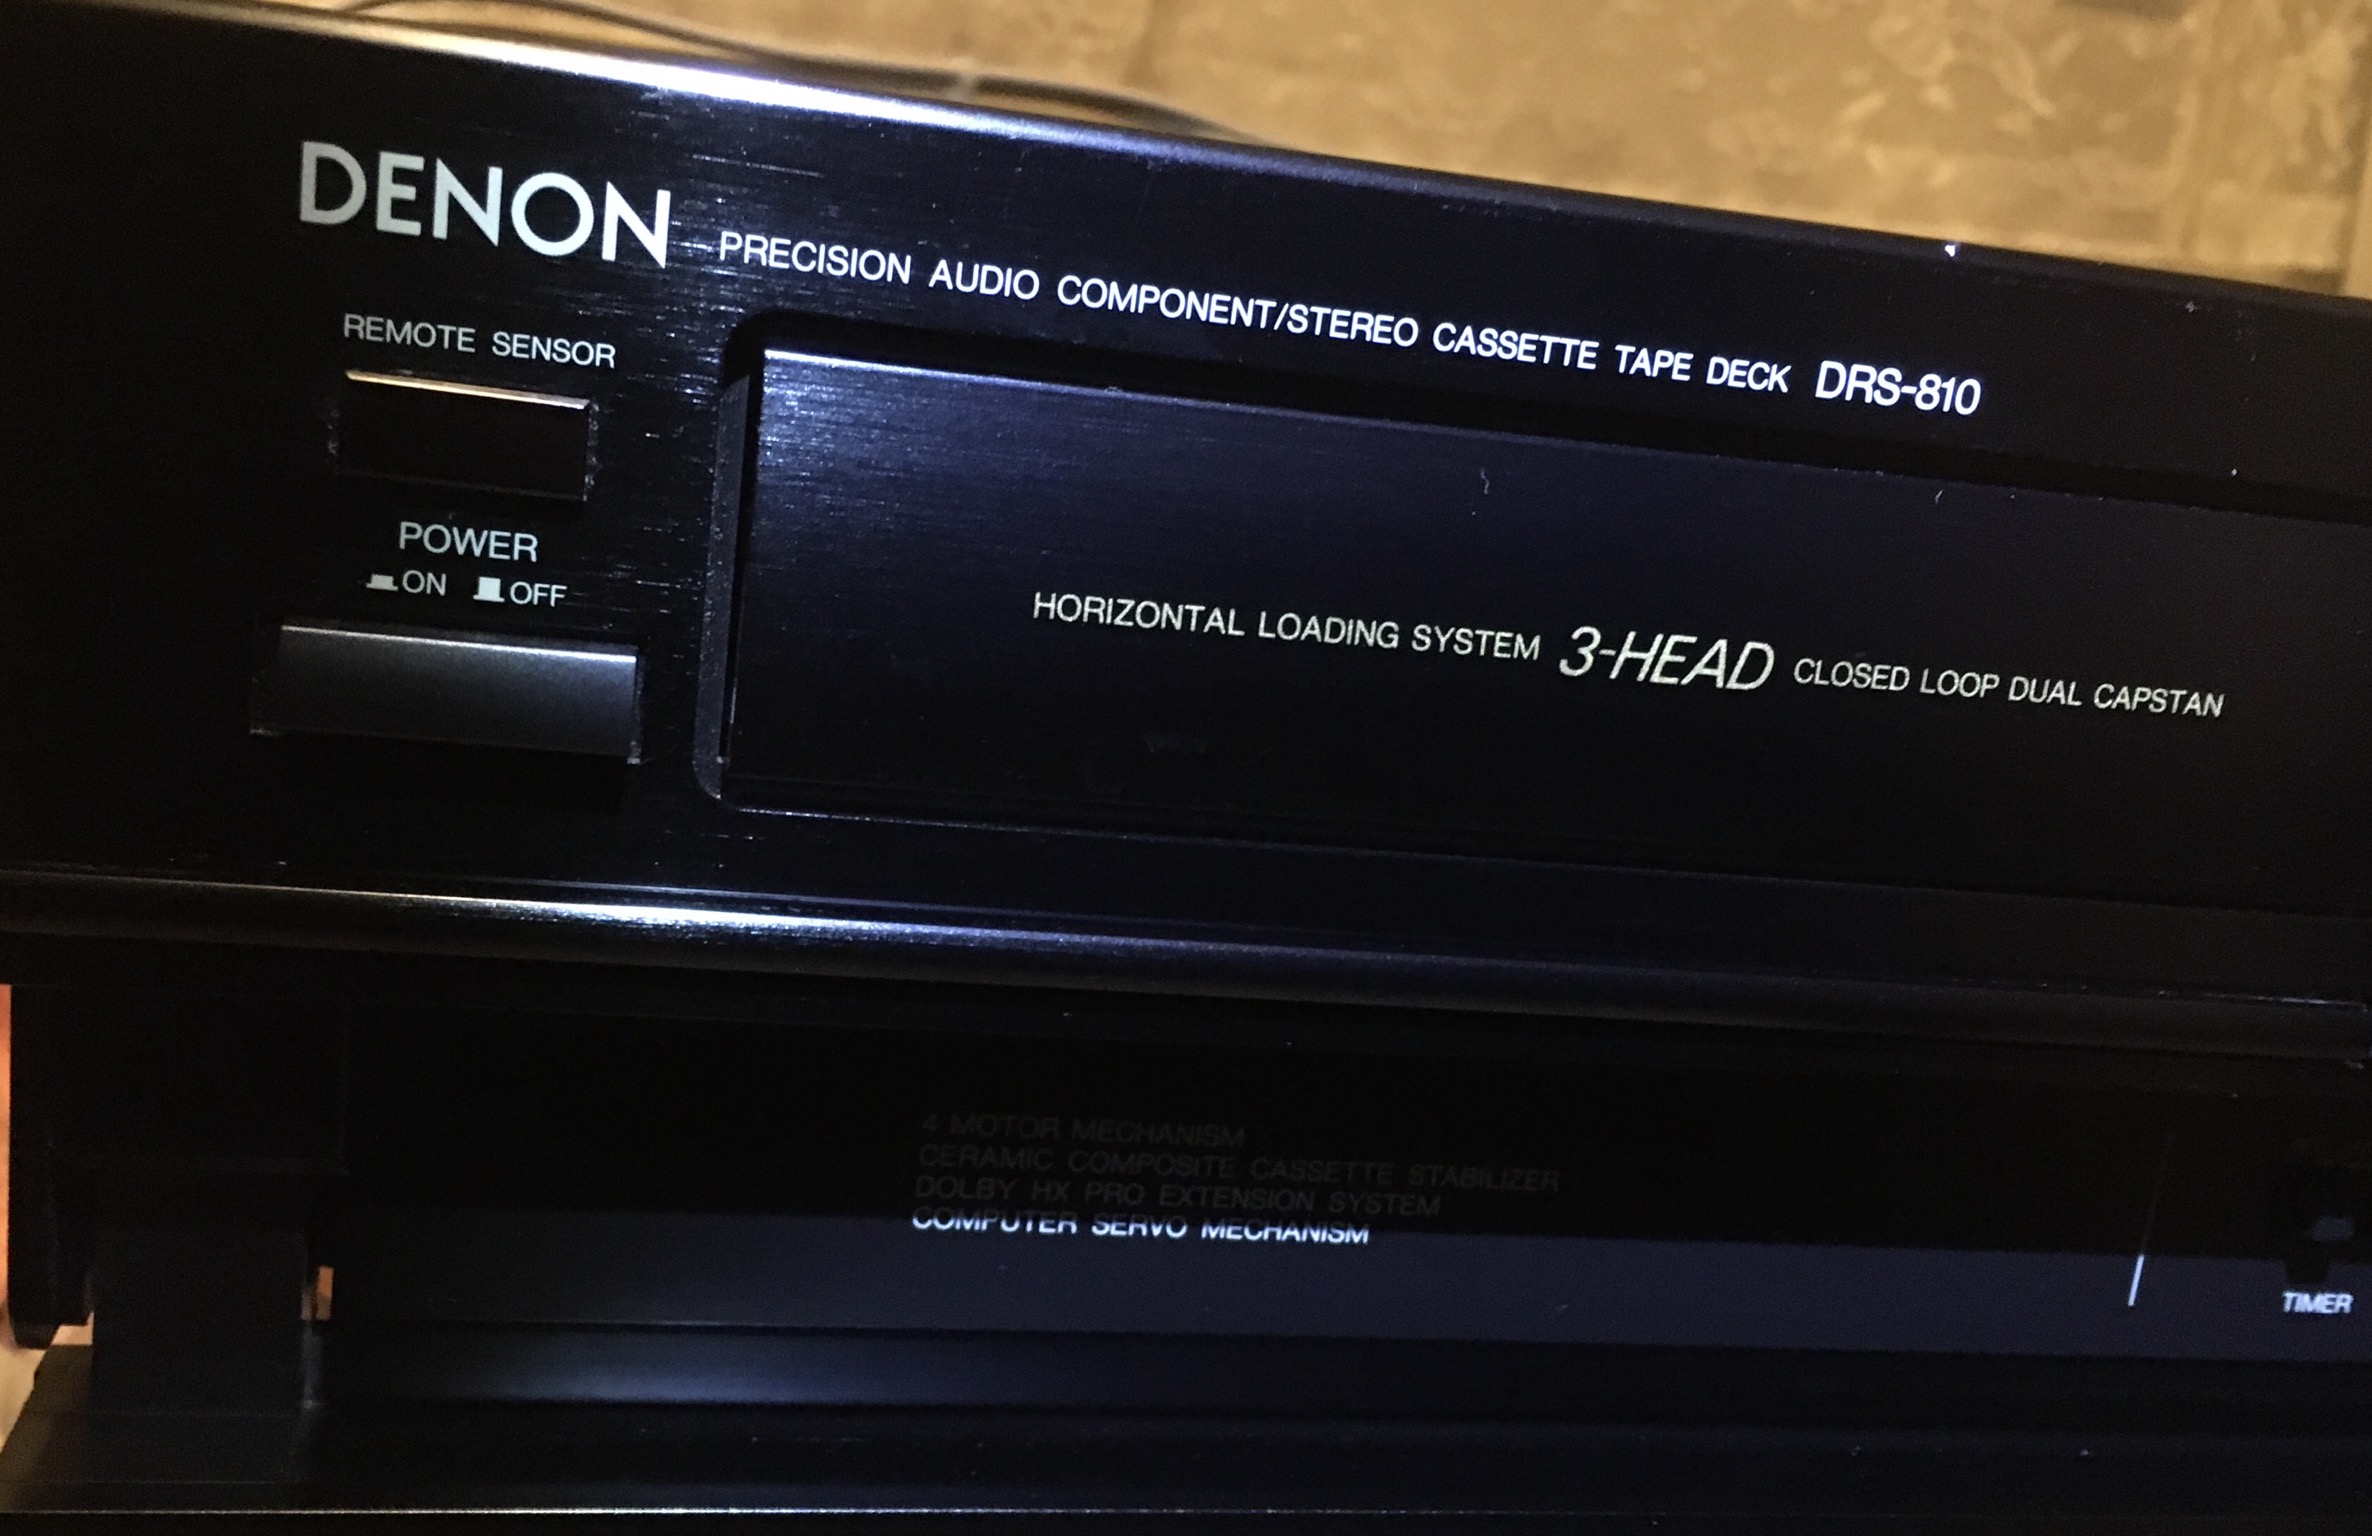 DENON PRECISION AUDIO COMPONENT/STEREO CASSETTE TAPE DECK DRS-810
REMOTE SENSOR
POWER
ON OFF
HORIZONTAL LOADING SYSTEM 3-HEAD CLOSED LOOP DUAL CAPSTAN
4 MOTOR MECHANISM
CERAMIC COMPOSITE CASSETTE STABILIZER
DOLBY HX PRO EXTENSION SYSTEM
COMPUTER SERVO MECHANISM
TIMER